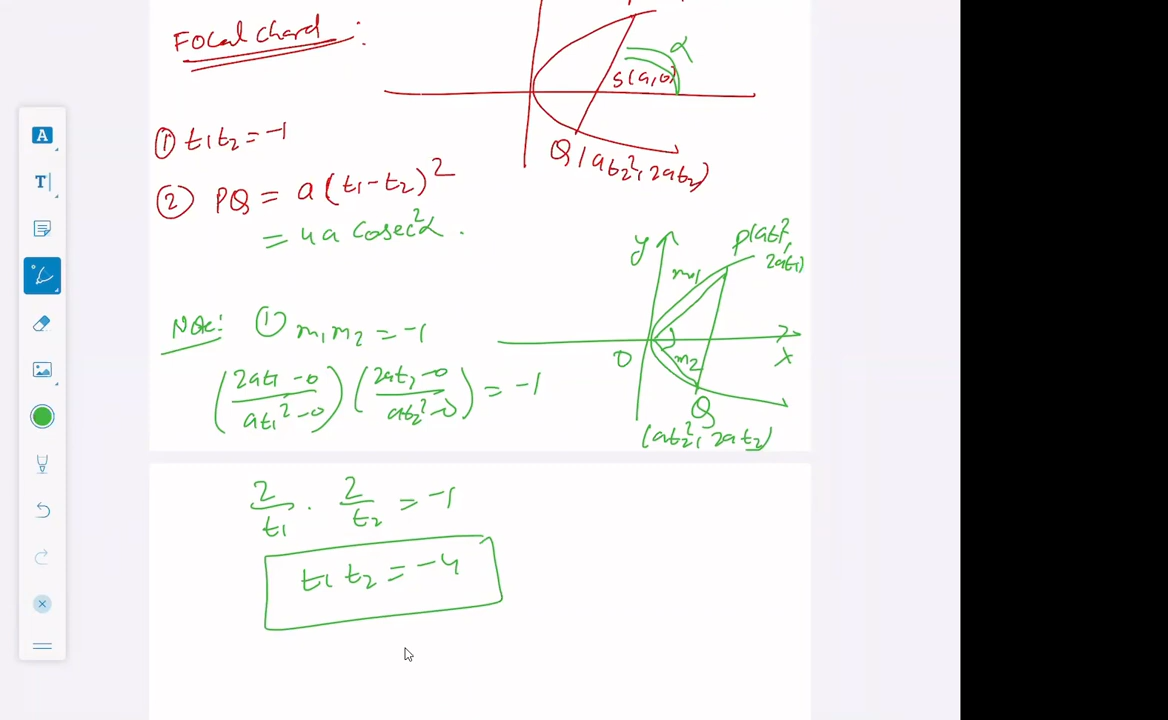 Focal chord :
α
S(a,0)
① t1t2 = -1
Q(at2², 2at2)
② PQ = a(t1-t2)²
= 4a cosec²α .
y
P(at1², 2at1)
m1
Note: ① m1m2 = -1
O
m2
X
(2at1-0/at1²-0)(2at2-0/at2²-0) = -1
Q
(at2², 2at2)
2/t1 . 2/t2 = -1
t1 t2 = -4
A
T